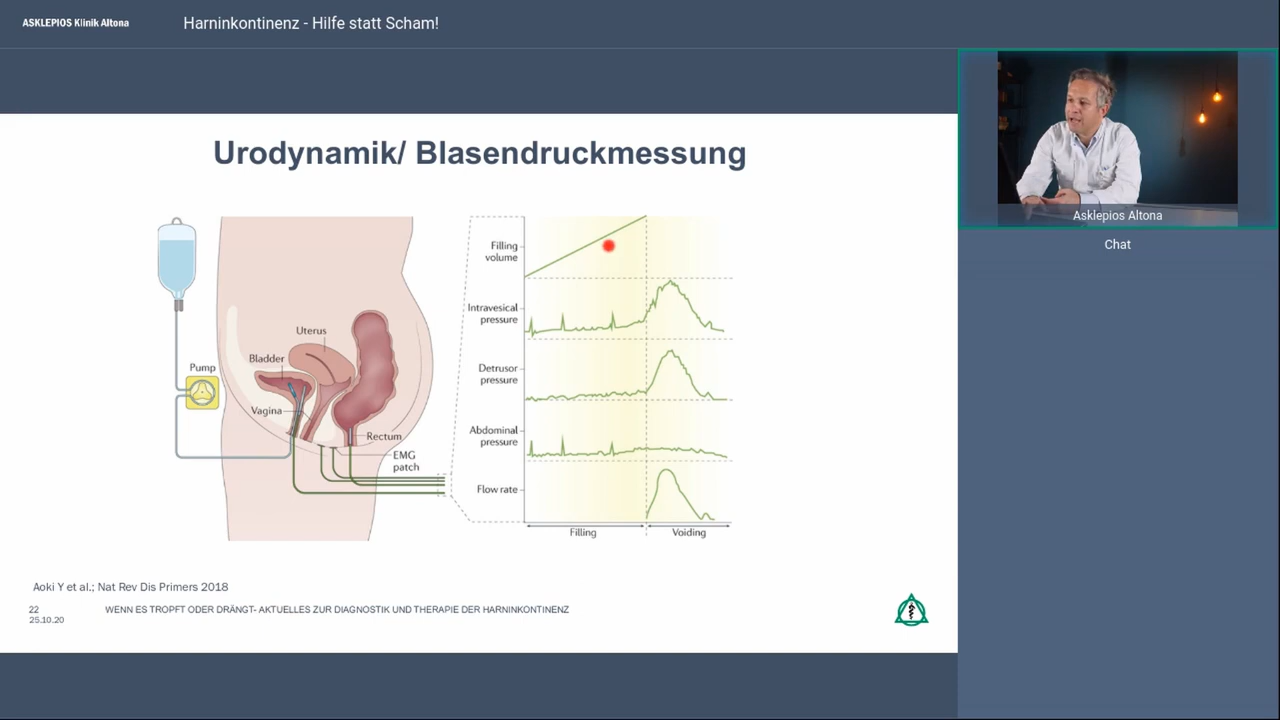 ASKLEPIOS Klinik Altona
Harninkontinenz - Hilfe statt Scham!
Urodynamik/ Blasendruckmessung
Uterus
Bladder
Pump
Vagina
Rectum
EMG
patch
Filling
volume
Intravesical
pressure
Detrusor
pressure
Abdominal
pressure
Flow rate
Filling
Voiding
Aoki Y et al.; Nat Rev Dis Primers 2018
22
25.10.20
WENN ES TROPFT ODER DRÄNGT- AKTUELLES ZUR DIAGNOSTIK UND THERAPIE DER HARNINKONTINENZ
Asklepios Altona
Chat